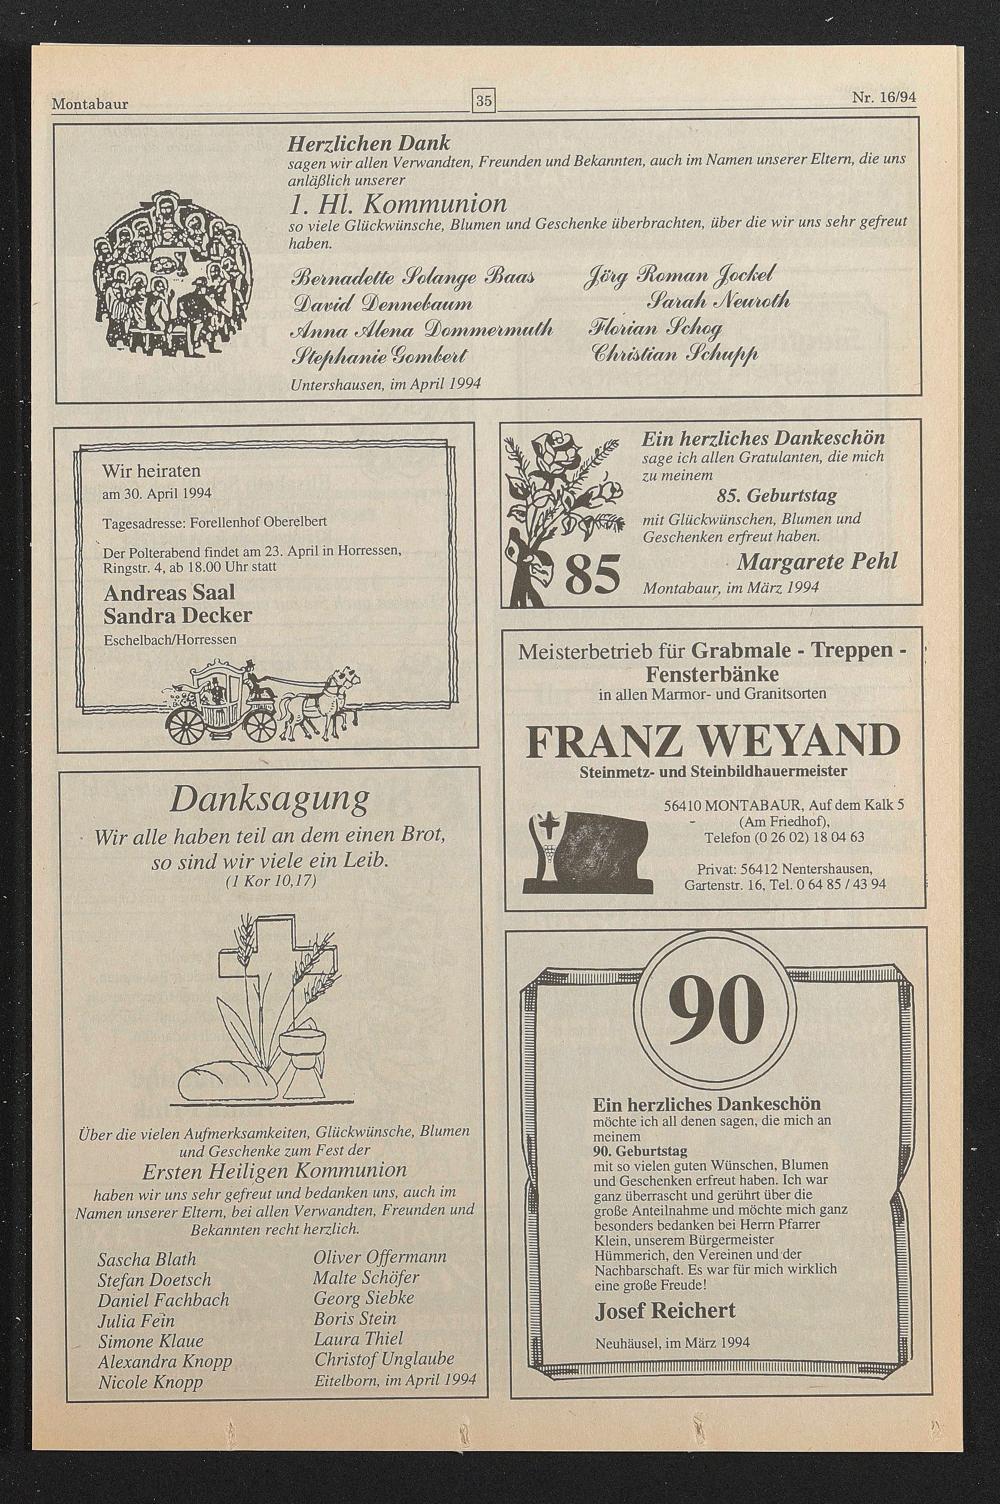 Montabaur
35
Nr. 16/94
Herzlichen Dank
sagen wir allen Verwandten, Freunden und Bekannten, auch im Namen unserer Eltern, die uns
anläßlich unserer
1. Hl. Kommunion
so viele Glückwünsche, Blumen und Geschenke überbrachten, über die wir uns sehr gefreut
haben.
Bernadette Solange Baas
David Dennebaum
Anna Alena Dommermuth
Stephanie Gombert
Jörg Roman Jockel
Sarah Neuroth
Florian Schog
Christian Schupp
Untershausen, im April 1994
Wir heiraten
am 30. April 1994
Tagesadresse: Forellenhof Oberelbert
Der Polterabend findet am 23. April in Horressen,
Ringstr. 4, ab 18.00 Uhr statt
Andreas Saal
Sandra Decker
Eschelbach/Horressen
Ein herzliches Dankeschön
sage ich allen Gratulanten, die mich
zu meinem
85. Geburtstag
mit Glückwünschen, Blumen und
Geschenken erfreut haben.
Margarete Pehl
85
Montabaur, im März 1994
Meisterbetrieb für Grabmale - Treppen -
Fensterbänke
in allen Marmor- und Granitsorten
FRANZ WEYAND
Steinmetz- und Steinbildhauermeister
56410 MONTABAUR, Auf dem Kalk 5
(Am Friedhof),
Telefon (0 26 02) 18 04 63
Privat: 56412 Nentershausen,
Gartenstr. 16, Tel. 0 64 85 / 43 94
Danksagung
Wir alle haben teil an dem einen Brot,
so sind wir viele ein Leib.
(1 Kor 10,17)
Über die vielen Aufmerksamkeiten, Glückwünsche, Blumen
und Geschenke zum Fest der
Ersten Heiligen Kommunion
haben wir uns sehr gefreut und bedanken uns, auch im
Namen unserer Eltern, bei allen Verwandten, Freunden und
Bekannten recht herzlich.
Sascha Blath
Stefan Doetsch
Daniel Fachbach
Julia Fein
Simone Klaue
Alexandra Knopp
Nicole Knopp
Oliver Offermann
Malte Schöfer
Georg Siebke
Boris Stein
Laura Thiel
Christof Unglaube
Eitelborn, im April 1994
90
Ein herzliches Dankeschön
möchte ich all denen sagen, die mich an
meinem
90. Geburtstag
mit so vielen guten Wünschen, Blumen
und Geschenken erfreut haben. Ich war
ganz überrascht und gerührt über die
große Anteilnahme und möchte mich ganz
besonders bedanken bei Herrn Pfarrer
Klein, unserem Bürgermeister
Hümmerich, den Vereinen und der
Nachbarschaft. Es war für mich wirklich
eine große Freude!
Josef Reichert
Neuhäusel, im März 1994